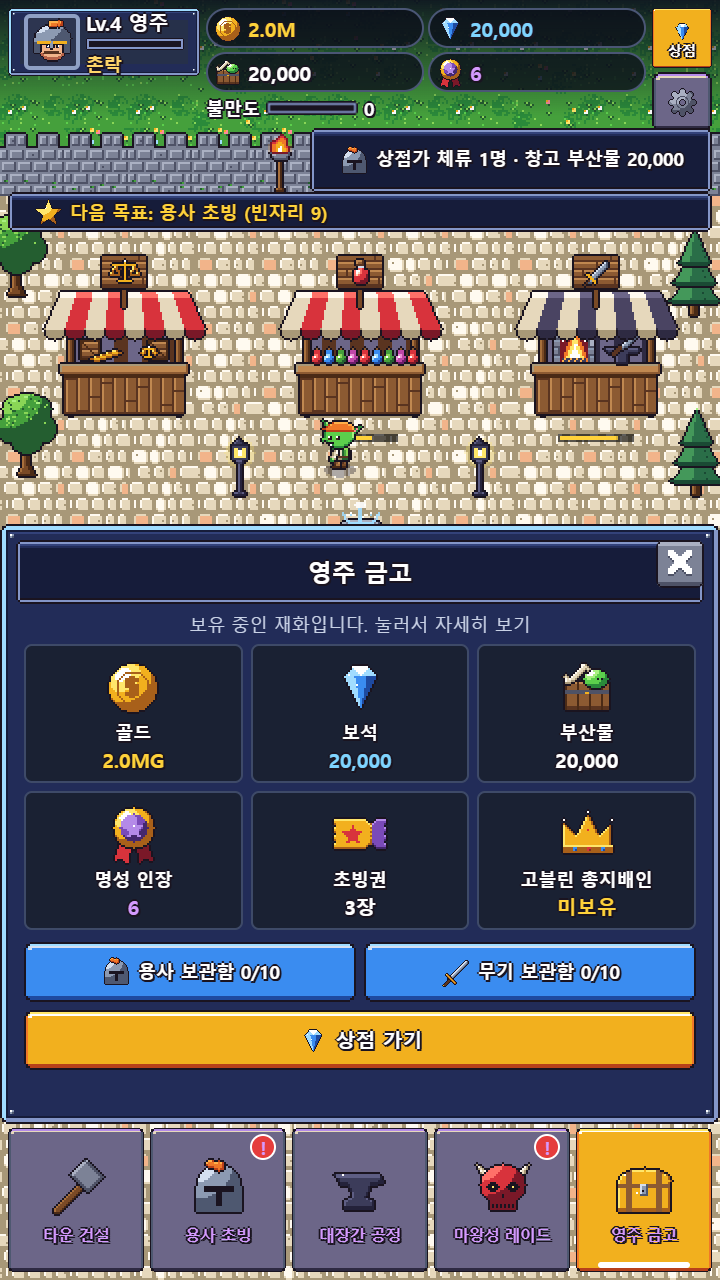 Lv.4 영주
촌락
2.0M
20,000
20,000
6
상점
불만도
0
상점가 체류 1명 · 창고 부산물 20,000
다음 목표: 용사 초빙 (빈자리 9)
영주 금고
보유 중인 재화입니다. 눌러서 자세히 보기
골드
2.0MG
보석
20,000
부산물
20,000
명성 인장
6
초빙권
3장
고블린 총지배인
미보유
용사 보관함 0/10
무기 보관함 0/10
상점 가기
타운 건설
! 
용사 초빙
대장간 공정
!
마왕성 레이드
영주 금고